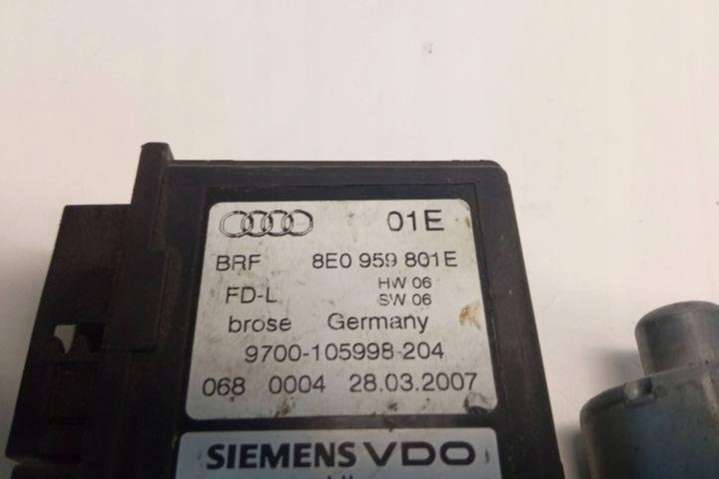 01E
BRF 8E0 959 801E
FD-L HW 06
SW 06
brose Germany
9700-105998-204
068 0004 28.03.2007
SIEMENS VDO